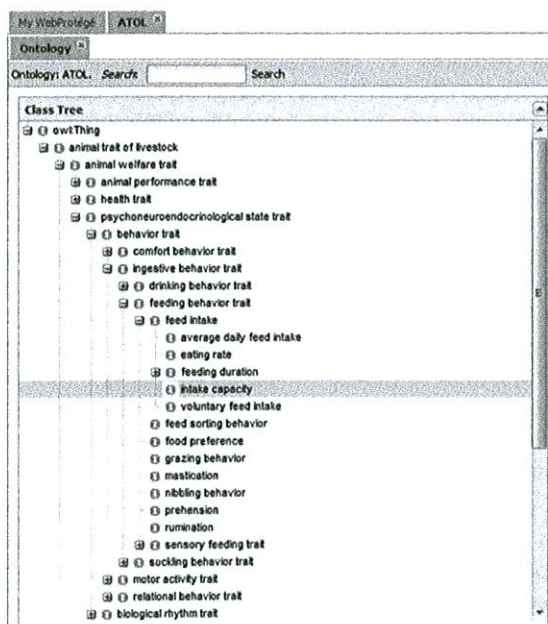 My WebProtégé ATOL
Ontology
Ontology: ATOL. Search: Search
Class Tree
owl:Thing
animal trait of livestock
animal welfare trait
animal performance trait
health trait
psychoneuroendocrinological state trait
behavior trait
comfort behavior trait
ingestive behavior trait
drinking behavior trait
feeding behavior trait
feed intake
average daily feed intake
eating rate
feeding duration
intake capacity
voluntary feed intake
feed sorting behavior
food preference
grazing behavior
mastication
nibbling behavior
prehension
rumination
sensory feeding trait
suckling behavior trait
motor activity trait
relational behavior trait
biological rhythm trait